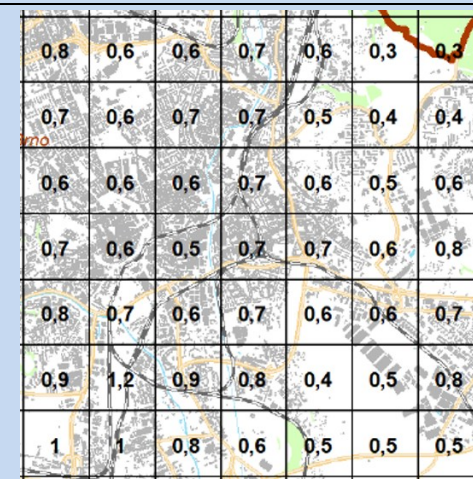 0,8 0,6 0,6 0,7 0,6 0,3 0,3
0,7 0,6 0,7 0,7 0,5 0,4 0,4
rno
0,6 0,6 0,6 0,7 0,6 0,5 0,6
0,7 0,6 0,5 0,7 0,7 0,6 0,8
0,8 0,7 0,6 0,7 0,6 0,6 0,7
0,9 1,2 0,9 0,8 0,4 0,5 0,8
1 1 0,8 0,6 0,5 0,5 0,5